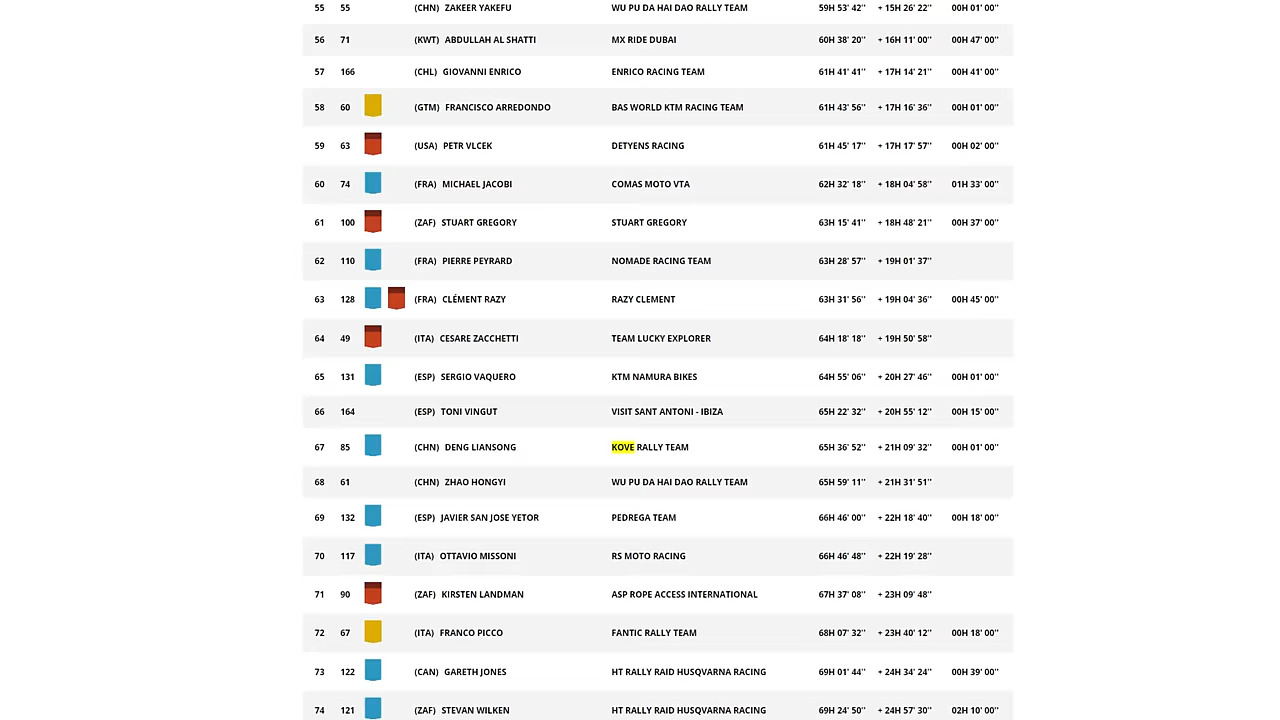 55 55 (CHN) ZAKEER YAKEFU WU PU DA HAI DAO RALLY TEAM 59H 53' 42'' + 15H 26' 22'' 00H 01' 00''
56 71 (KWT) ABDULLAH AL SHATTI MX RIDE DUBAI 60H 38' 20'' + 16H 11' 00'' 00H 47' 00''
57 166 (CHL) GIOVANNI ENRICO ENRICO RACING TEAM 61H 41' 41'' + 17H 14' 21'' 00H 41' 00''
58 60 (GTM) FRANCISCO ARREDONDO BAS WORLD KTM RACING TEAM 61H 43' 56'' + 17H 16' 36'' 00H 01' 00''
59 63 (USA) PETR VLCEK DETYENS RACING 61H 45' 17'' + 17H 17' 57'' 00H 02' 00''
60 74 (FRA) MICHAEL JACOBI COMAS MOTO VTA 62H 32' 18'' + 18H 04' 58'' 01H 33' 00''
61 100 (ZAF) STUART GREGORY STUART GREGORY 63H 15' 41'' + 18H 48' 21'' 00H 37' 00''
62 110 (FRA) PIERRE PEYRARD NOMADE RACING TEAM 63H 28' 57'' + 19H 01' 37''
63 128 (FRA) CLÉMENT RAZY RAZY CLEMENT 63H 31' 56'' + 19H 04' 36'' 00H 45' 00''
64 49 (ITA) CESARE ZACCHETTI TEAM LUCKY EXPLORER 64H 18' 18'' + 19H 50' 58''
65 131 (ESP) SERGIO VAQUERO KTM NAMURA BIKES 64H 55' 06'' + 20H 27' 46'' 00H 01' 00''
66 164 (ESP) TONI VINGUT VISIT SANT ANTONI - IBIZA 65H 22' 32'' + 20H 55' 12'' 00H 15' 00''
67 85 (CHN) DENG LIANSONG KOVE RALLY TEAM 65H 36' 52'' + 21H 09' 32'' 00H 01' 00''
68 61 (CHN) ZHAO HONGYI WU PU DA HAI DAO RALLY TEAM 65H 59' 11'' + 21H 31' 51''
69 132 (ESP) JAVIER SAN JOSE YETOR PEDREGA TEAM 66H 46' 00'' + 22H 18' 40'' 00H 18' 00''
70 117 (ITA) OTTAVIO MISSONI RS MOTO RACING 66H 46' 48'' + 22H 19' 28''
71 90 (ZAF) KIRSTEN LANDMAN ASP ROPE ACCESS INTERNATIONAL 67H 37' 08'' + 23H 09' 48''
72 67 (ITA) FRANCO PICCO FANTIC RALLY TEAM 68H 07' 32'' + 23H 40' 12'' 00H 18' 00''
73 122 (CAN) GARETH JONES HT RALLY RAID HUSQVARNA RACING 69H 01' 44'' + 24H 34' 24'' 00H 39' 00''
74 121 (ZAF) STEVAN WILKEN HT RALLY RAID HUSQVARNA RACING 69H 24' 50'' + 24H 57' 30'' 02H 10' 00''